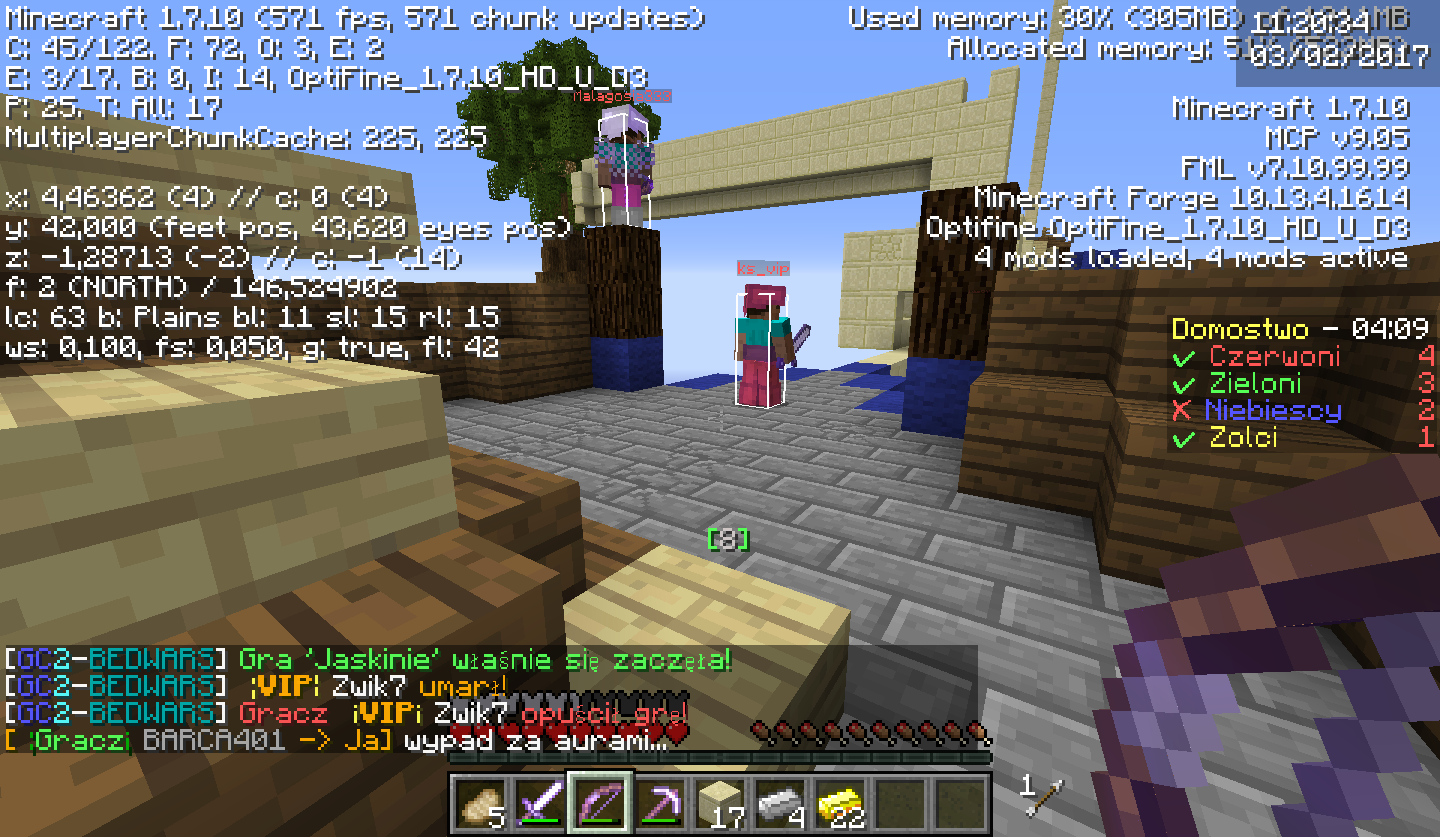 Minecraft 1.7.10 (571 fps, 571 chunk updates)
C: 45/122. F: 72, O: 3, E: 2
E: 3/17. B: 0, I: 14, OptiFine_1.7.10_HD_U_D3
P: 25. T: All: 17
MultiplayerChunkCache: 225, 225
x: 4,46362 (4) // c: 0 (4)
y: 42,000 (feet pos, 43,620 eyes pos)
z: -1,28713 (-2) // c: -1 (14)
f: 2 (NORTH) / 146,524902
lc: 63 b: Plains bl: 11 sl: 15 rl: 15
ws: 0,100, fs: 0,050, g: true, fl: 42
Used memory: 30% (305MB)
Allocated memory:
11:20:34
03/02/2017
Minecraft 1.7.10
MCP v9.05
FML v7.10.99.99
Minecraft Forge 10.13.4.1614
Optifine OptiFine_1.7.10_HD_U_D3
4 mods loaded, 4 mods active
ks_vip
Domostwo - 04:09
✓ Czerwoni 4
✓ Zieloni 3
✗ Niebiescy 2
✓ Zolci 1
[8]
[GC2-BEDWARS] Gra 'Jaskinie' właśnie się zaczęła!
[GC2-BEDWARS] ¡VIP! Zwik7 umarł!
[GC2-BEDWARS] Gracz ¡VIP¡ Zwik7 opuścił grę!
[ ¡Gracz¡ BARCA401 -> Ja] wypad za aurami...
5
17
4
22
1